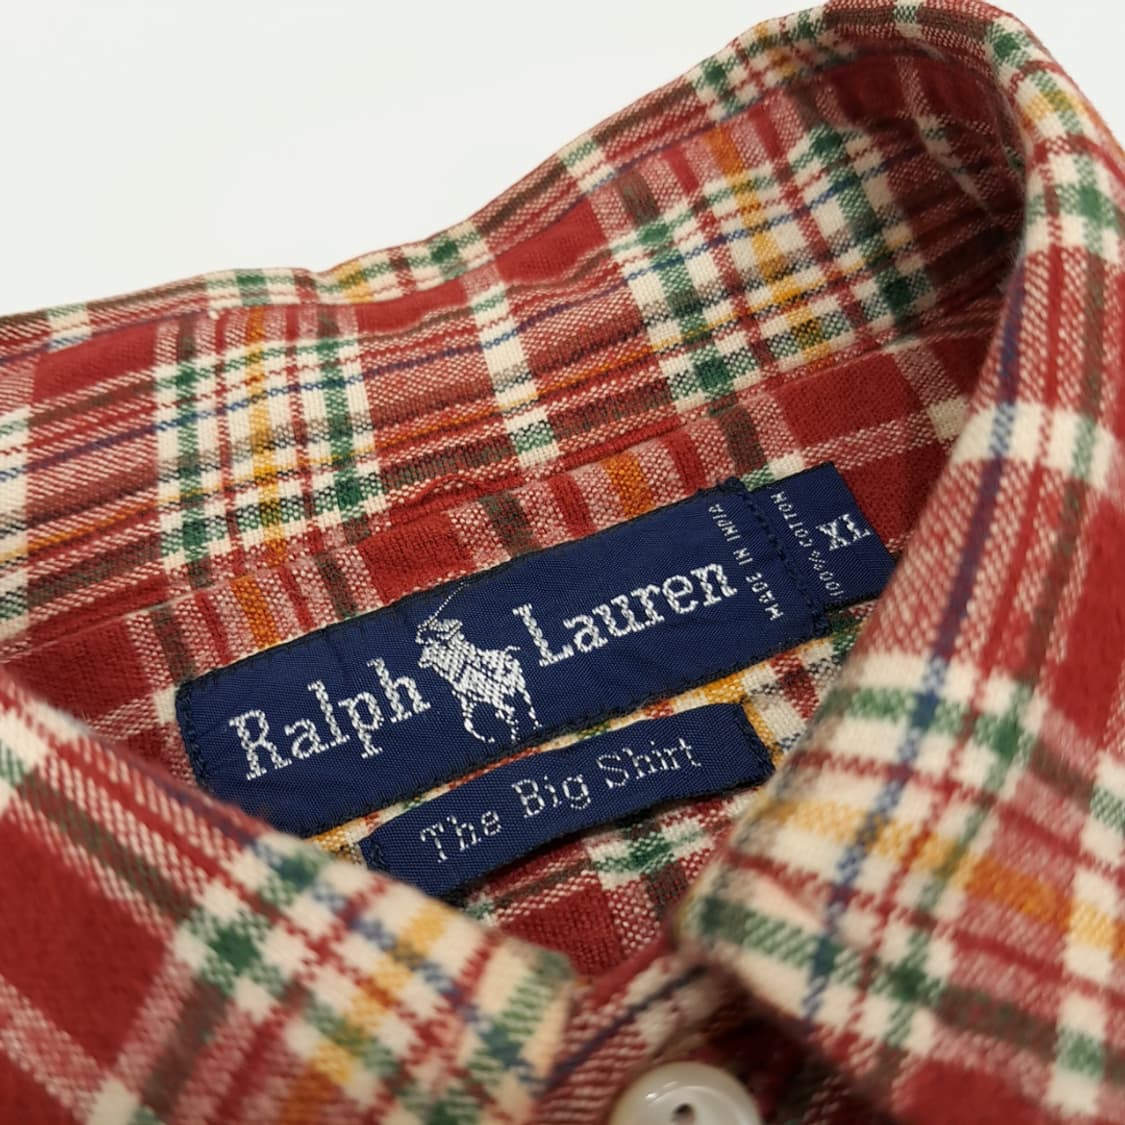 Ralph Lauren
MADE IN INDIA
100% COTTON
XL
The Big Shirt